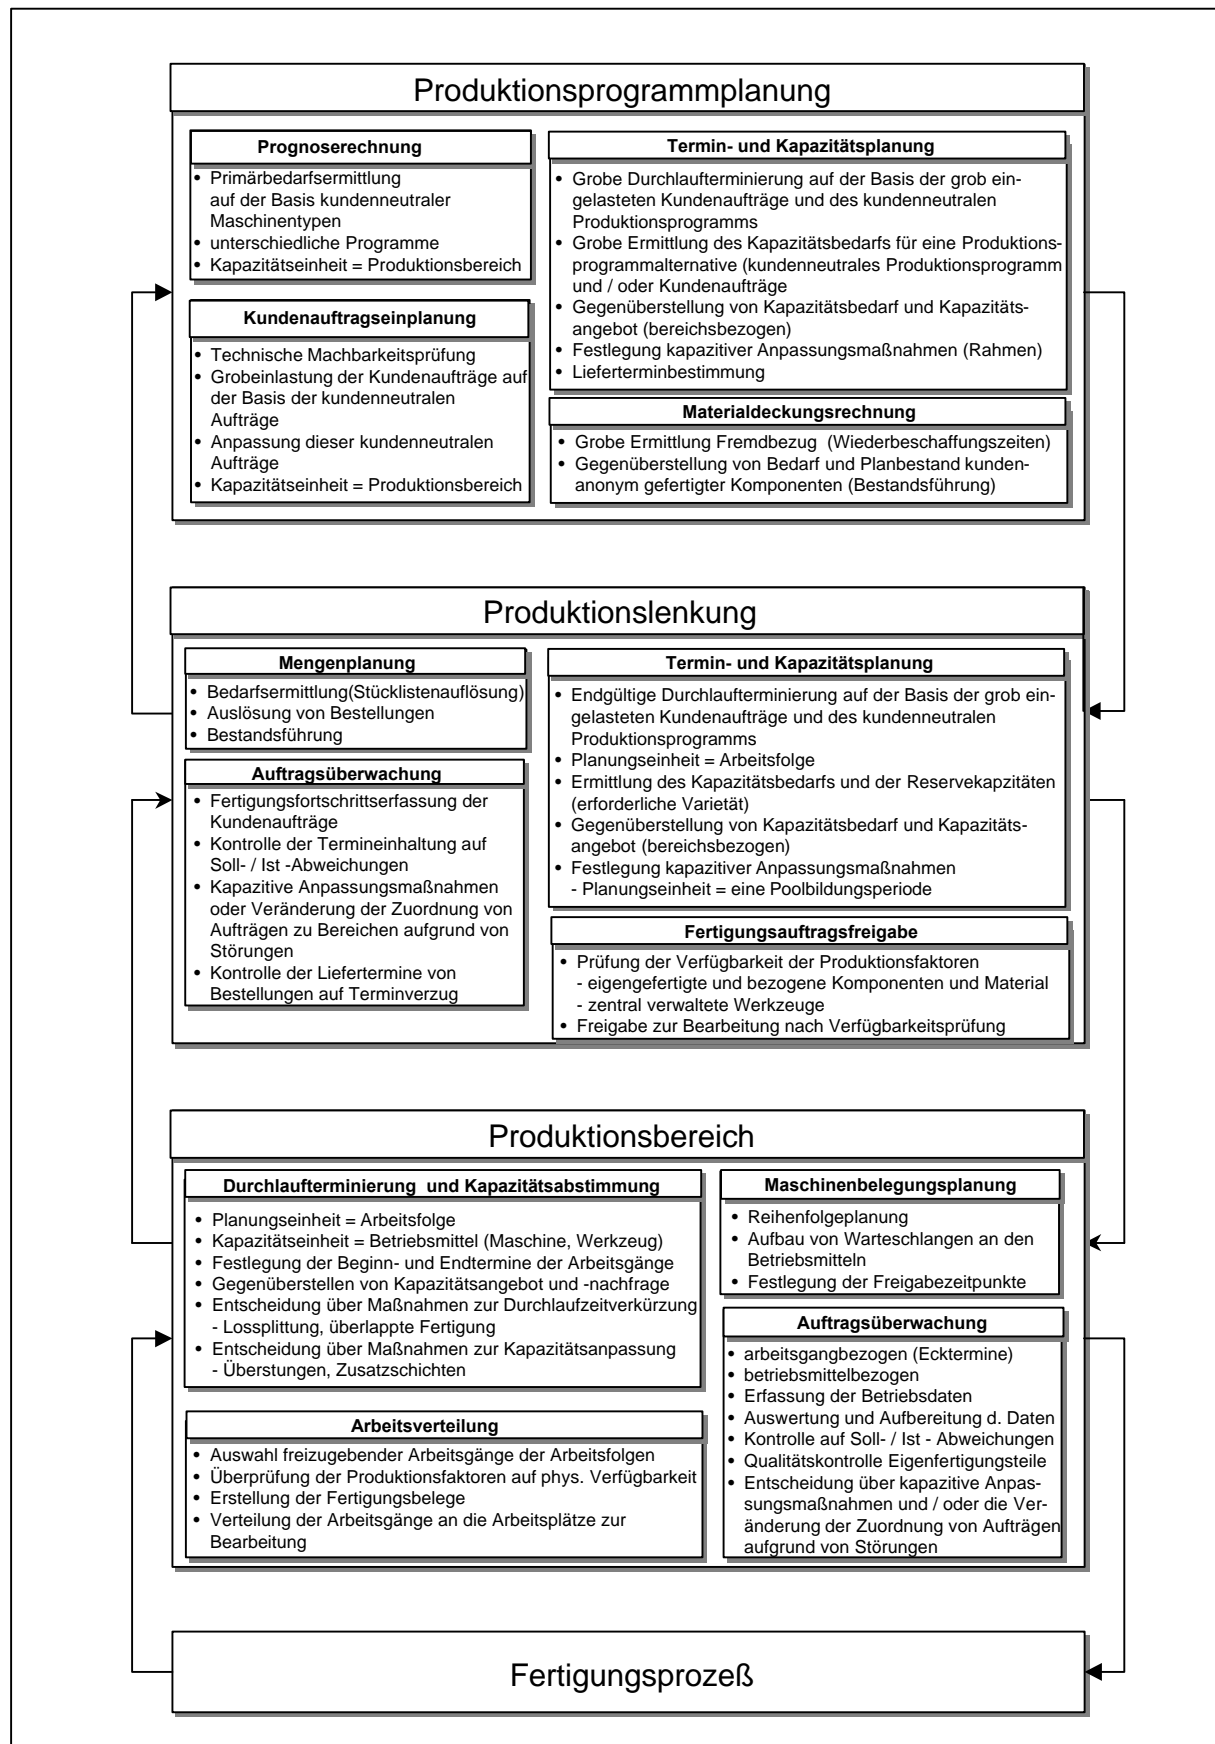 Produktionsprogrammplanung
Prognoserechnung
• Primärbedarfsermittlung
auf der Basis kundenneutraler
Maschinentypen
• unterschiedliche Programme
• Kapazitätseinheit = Produktionsbereich
Kundenauftragseinplanung
• Technische Machbarkeitsprüfung
• Grobeinlastung der Kundenaufträge auf
der Basis der kundenneutralen
Aufträge
• Anpassung dieser kundenneutralen
Aufträge
• Kapazitätseinheit = Produktionsbereich
Termin- und Kapazitätsplanung
• Grobe Durchlaufterminierung auf der Basis der grob ein-
gelasteten Kundenaufträge und des kundenneutralen
Produktionsprogramms
• Grobe Ermittlung des Kapazitätsbedarfs für eine Produktions-
programmalternative (kundenneutrales Produktionsprogramm
und / oder Kundenaufträge
• Gegenüberstellung von Kapazitätsbedarf und Kapazitäts-
angebot (bereichsbezogen)
• Festlegung kapazitiver Anpassungsmaßnahmen (Rahmen)
• Lieferterminbestimmung
Materialdeckungsrechnung
• Grobe Ermittlung Fremdbezug (Wiederbeschaffungszeiten)
• Gegenüberstellung von Bedarf und Planbestand kunden-
anonym gefertigter Komponenten (Bestandsführung)
Produktionslenkung
Mengenplanung
• Bedarfsermittlung(Stücklistenauflösung)
• Auslösung von Bestellungen
• Bestandsführung
Auftragsüberwachung
• Fertigungsfortschrittserfassung der
Kundenaufträge
• Kontrolle der Termineinhaltung auf
Soll- / Ist -Abweichungen
• Kapazitive Anpassungsmaßnahmen
oder Veränderung der Zuordnung von
Aufträgen zu Bereichen aufgrund von
Störungen
• Kontrolle der Liefertermine von
Bestellungen auf Terminverzug
Termin- und Kapazitätsplanung
• Endgültige Durchlaufterminierung auf der Basis der grob ein-
gelasteten Kundenaufträge und des kundenneutralen
Produktionsprogramms
• Planungseinheit = Arbeitsfolge
• Ermittlung des Kapazitätsbedarfs und der Reservekapzitäten
(erforderliche Varietät)
• Gegenüberstellung von Kapazitätsbedarf und Kapazitäts-
angebot (bereichsbezogen)
• Festlegung kapazitiver Anpassungsmaßnahmen
- Planungseinheit = eine Poolbildungsperiode
Fertigungsauftragsfreigabe
• Prüfung der Verfügbarkeit der Produktionsfaktoren
- eigengefertigte und bezogene Komponenten und Material
- zentral verwaltete Werkzeuge
• Freigabe zur Bearbeitung nach Verfügbarkeitsprüfung
Produktionsbereich
Durchlaufterminierung und Kapazitätsabstimmung
• Planungseinheit = Arbeitsfolge
• Kapazitätseinheit = Betriebsmittel (Maschine, Werkzeug)
• Festlegung der Beginn- und Endtermine der Arbeitsgänge
• Gegenüberstellen von Kapazitätsangebot und -nachfrage
• Entscheidung über Maßnahmen zur Durchlaufzeitverkürzung
- Lossplittung, überlappte Fertigung
• Entscheidung über Maßnahmen zur Kapazitätsanpassung
- Überstungen, Zusatzschichten
Arbeitsverteilung
• Auswahl freizugebender Arbeitsgänge der Arbeitsfolgen
• Überprüfung der Produktionsfaktoren auf phys. Verfügbarkeit
• Erstellung der Fertigungsbelege
• Verteilung der Arbeitsgänge an die Arbeitsplätze zur
Bearbeitung
Maschinenbelegungsplanung
• Reihenfolgeplanung
• Aufbau von Warteschlangen an den
Betriebsmitteln
• Festlegung der Freigabezeitpunkte
Auftragsüberwachung
• arbeitsgangbezogen (Ecktermine)
• betriebsmittelbezogen
• Erfassung der Betriebsdaten
• Auswertung und Aufbereitung d. Daten
• Kontrolle auf Soll- / Ist - Abweichungen
• Qualitätskontrolle Eigenfertigungsteile
• Entscheidung über kapazitive Anpas-
sungsmaßnahmen und / oder die Ver-
änderung der Zuordnung von Aufträgen
aufgrund von Störungen
Fertigungsprozeß